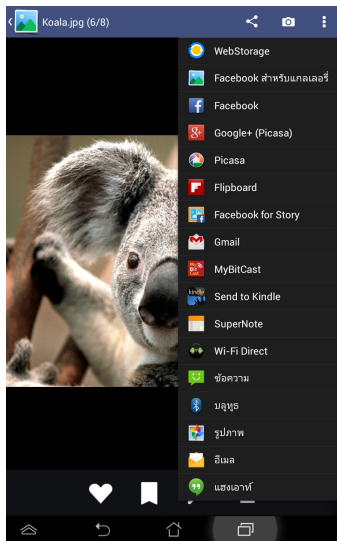 Koala.jpg (6/8)
WebStorage
Facebook สำหรับแกลเลอรี่
Facebook
Google+ (Picasa)
Picasa
Flipboard
Facebook for Story
Gmail
MyBitCast
Send to Kindle
SuperNote
Wi-Fi Direct
ข้อความ
บลูทูธ
รูปภาพ
อีเมล
แฮงเอาท์